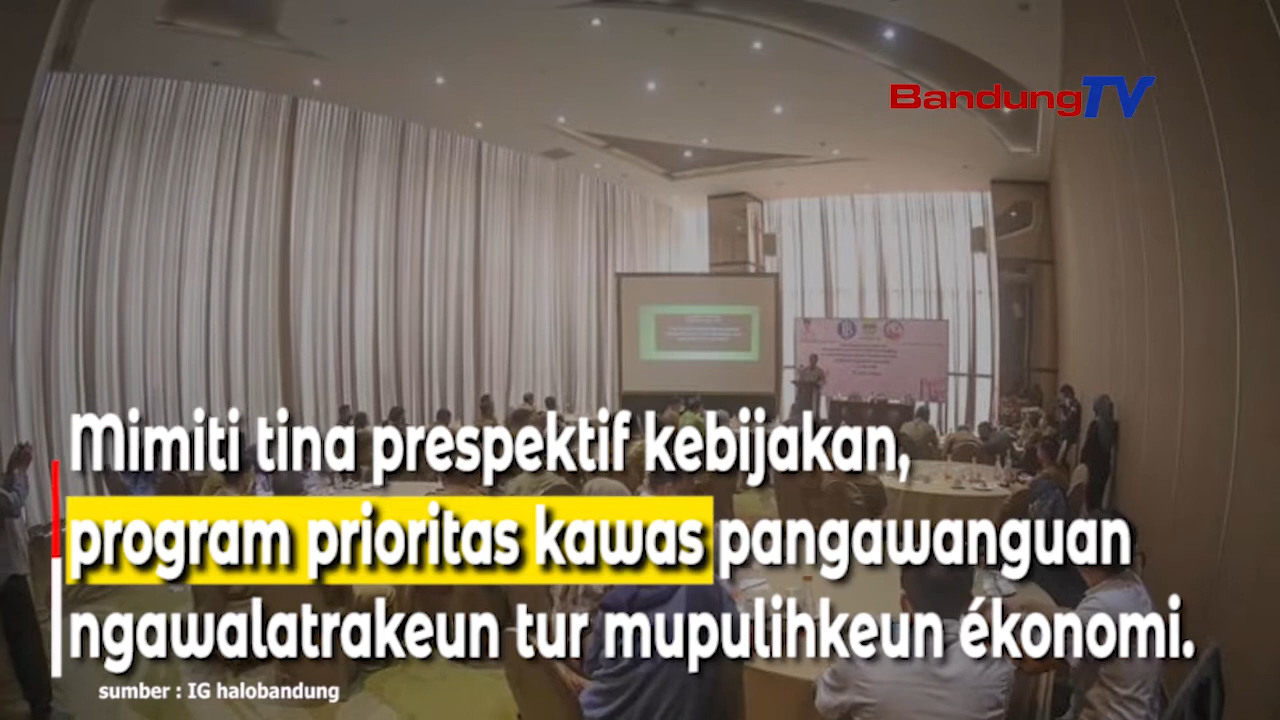 BandungTV
Mimiti tina prespektif kebijakan,
program prioritas kawas pangawanguan
ngawalatrakeun tur mupulihkeun ékonomi.
sumber : IG halobandung